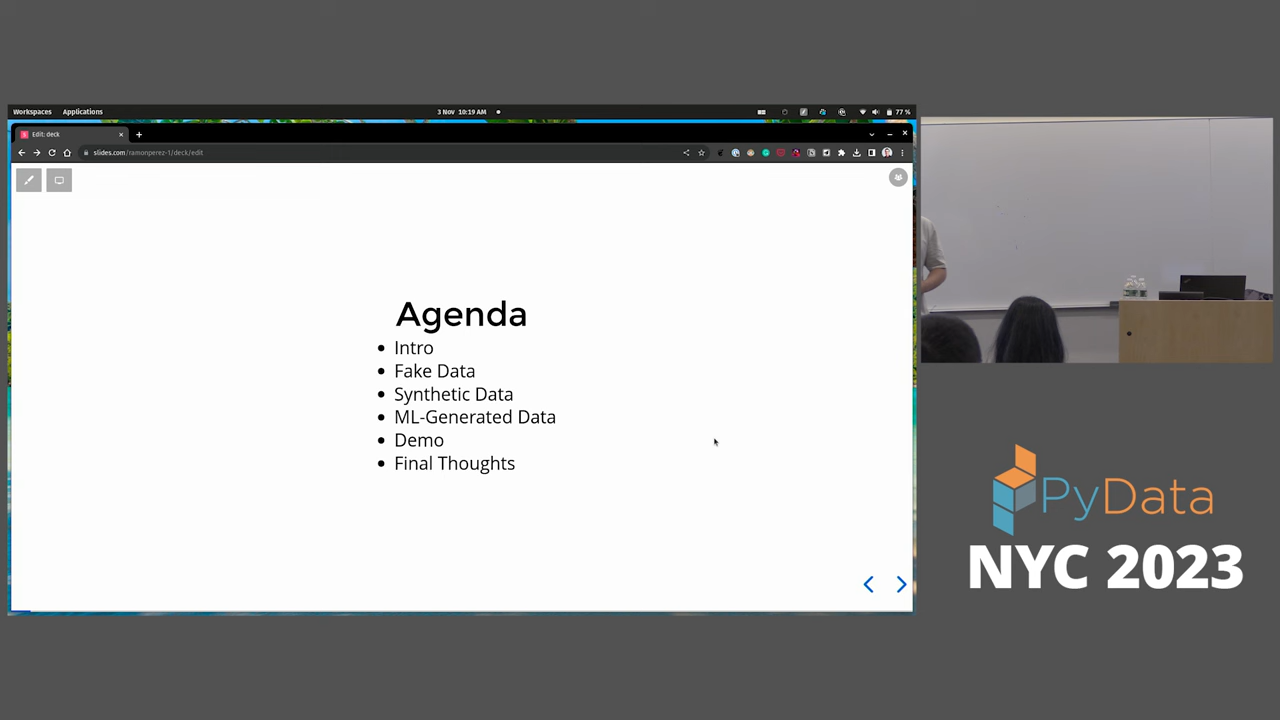 Workspaces Applications 3 Nov 10:19 AM 77 %
Edit: deck
slides.com/ramonperez-1/deck/edit
Agenda
Intro
Fake Data
Synthetic Data
ML-Generated Data
Demo
Final Thoughts
PyData
NYC 2023